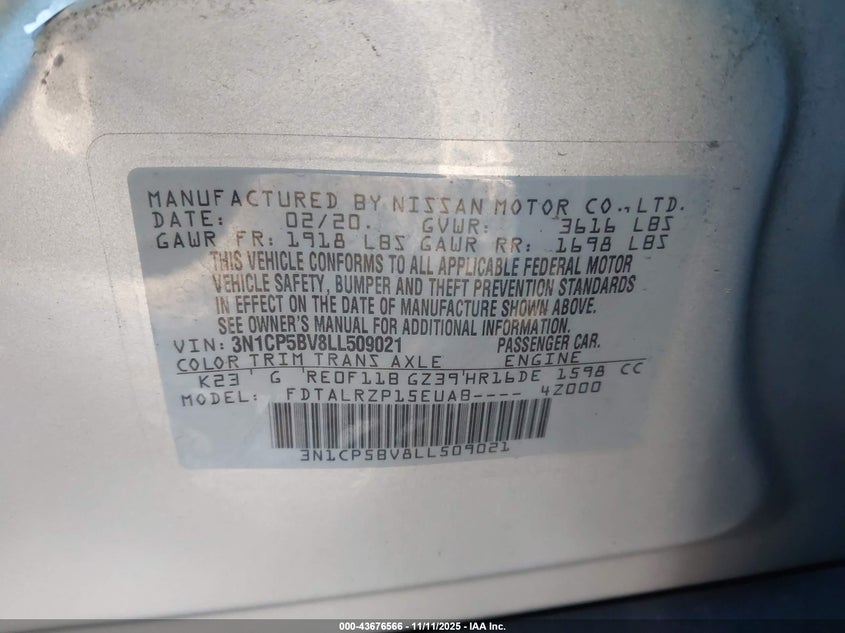 MANUFACTURED BY NISSAN MOTOR CO.,LTD.
DATE: 02/20. GVWR: 3616 LBS
GAWR FR: 1918 LBS GAWR RR: 1698 LBS
THIS VEHICLE CONFORMS TO ALL APPLICABLE FEDERAL MOTOR
VEHICLE SAFETY, BUMPER AND THEFT PREVENTION STANDARDS
IN EFFECT ON THE DATE OF MANUFACTURE SHOWN ABOVE.
SEE OWNER'S MANUAL FOR ADDITIONAL INFORMATION.
VIN: 3N1CP5BV8LL509021 PASSENGER CAR.
COLOR TRIM TRANS AXLE ENGINE
K23 G RE0F11B GZ39 HR16DE 1598 CC
MODEL: FDTALRZP15EUAB---- 4Z000
3N1CP5BV8LL509021
000-43676566 - 11/11/2025 - IAA Inc.